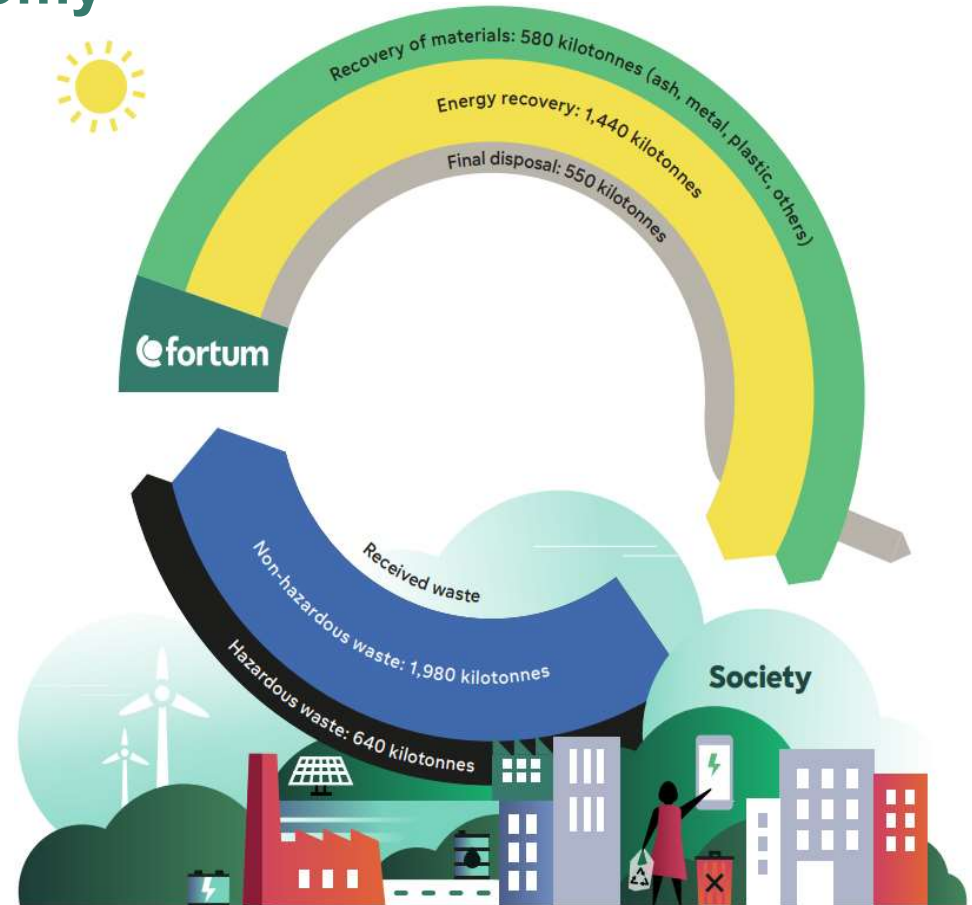 Recovery of materials: 580 kilotonnes (ash, metal, plastic, others)
Energy recovery: 1,440 kilotonnes
Final disposal: 550 kilotonnes
fortum
Received waste
Non-hazardous waste: 1,980 kilotonnes
Hazardous waste: 640 kilotonnes
Society